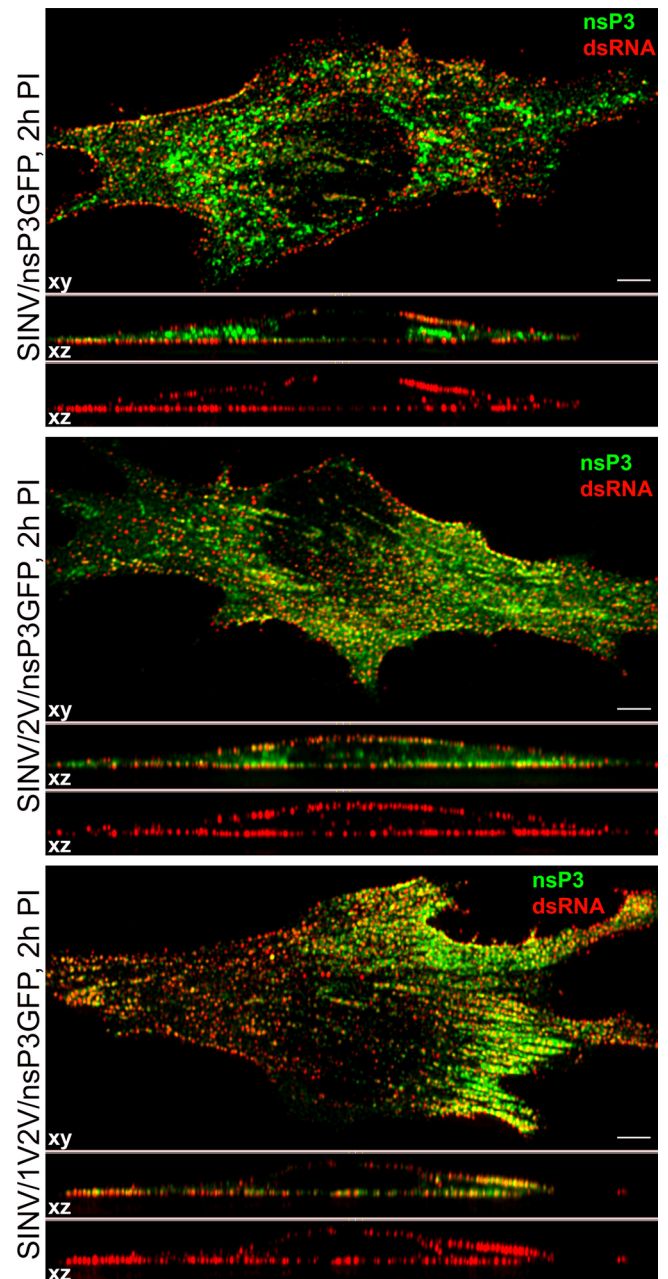 SINV/nsP3GFP, 2h PI
nsP3
dsRNA
xy
xz
xz
SINV/2V/nsP3GFP, 2h PI
nsP3
dsRNA
xy
xz
xz
SINV/1V2V/nsP3GFP, 2h PI
nsP3
dsRNA
xy
xz
xz